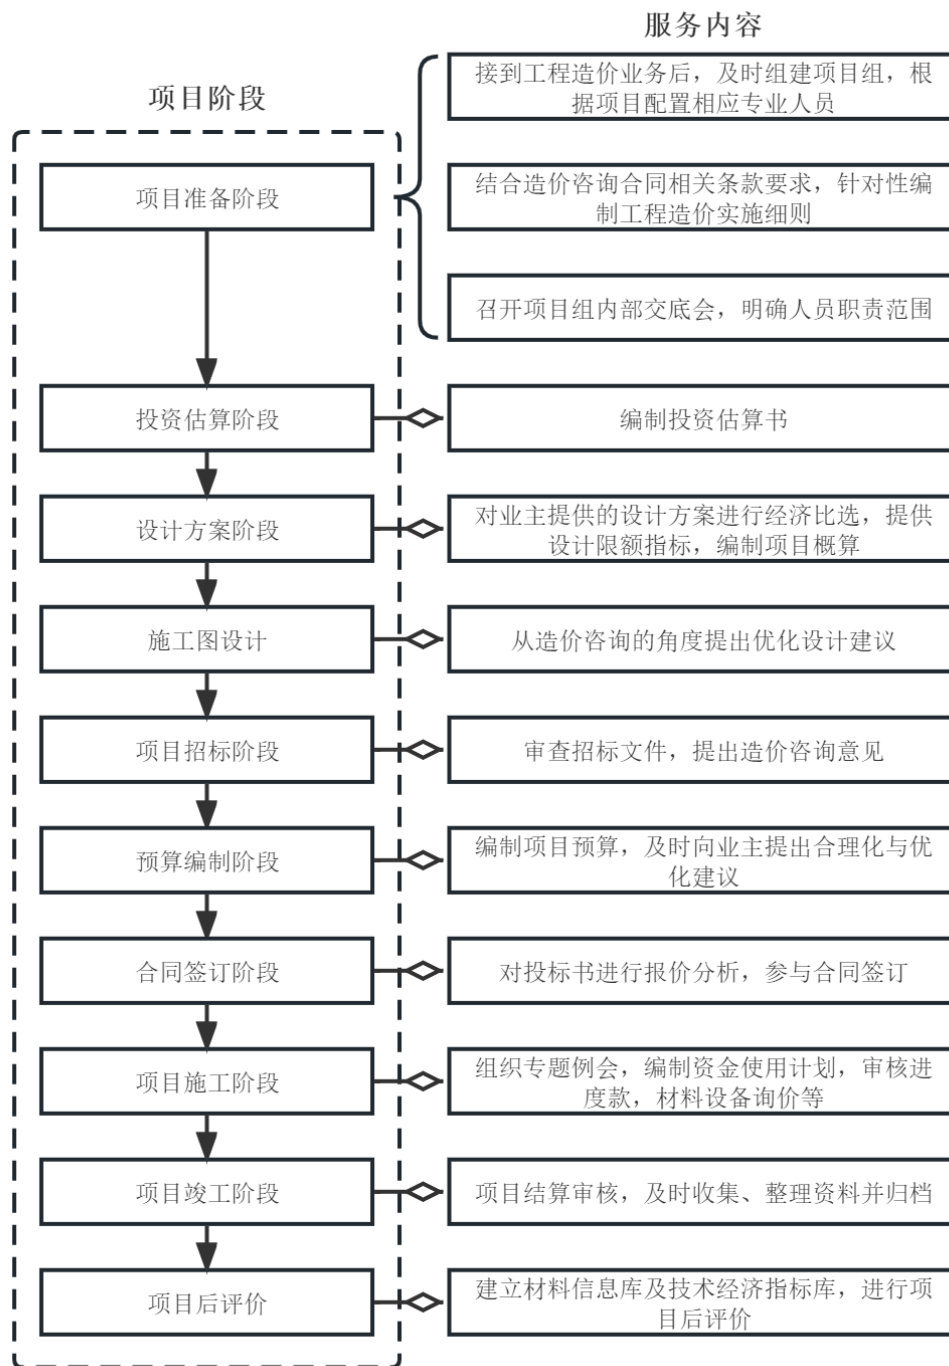 服务内容
项目阶段
接到工程造价业务后，及时组建项目组，根
据项目配置相应专业人员
项目准备阶段
结合造价咨询合同相关条款要求，针对性编
制工程造价实施细则
召开项目组内部交底会，明确人员职责范围
投资估算阶段
编制投资估算书
设计方案阶段
对业主提供的设计方案进行经济比选，提供
设计限额指标，编制项目概算
施工图设计
从造价咨询的角度提出优化设计建议
项目招标阶段
审查招标文件，提出造价咨询意见
预算编制阶段
编制项目预算，及时向业主提出合理化与优
化建议
合同签订阶段
对投标书进行报价分析，参与合同签订
项目施工阶段
组织专题例会，编制资金使用计划，审核进
度款，材料设备询价等
项目竣工阶段
项目结算审核，及时收集、整理资料并归档
项目后评价
建立材料信息库及技术经济指标库，进行项
目后评价